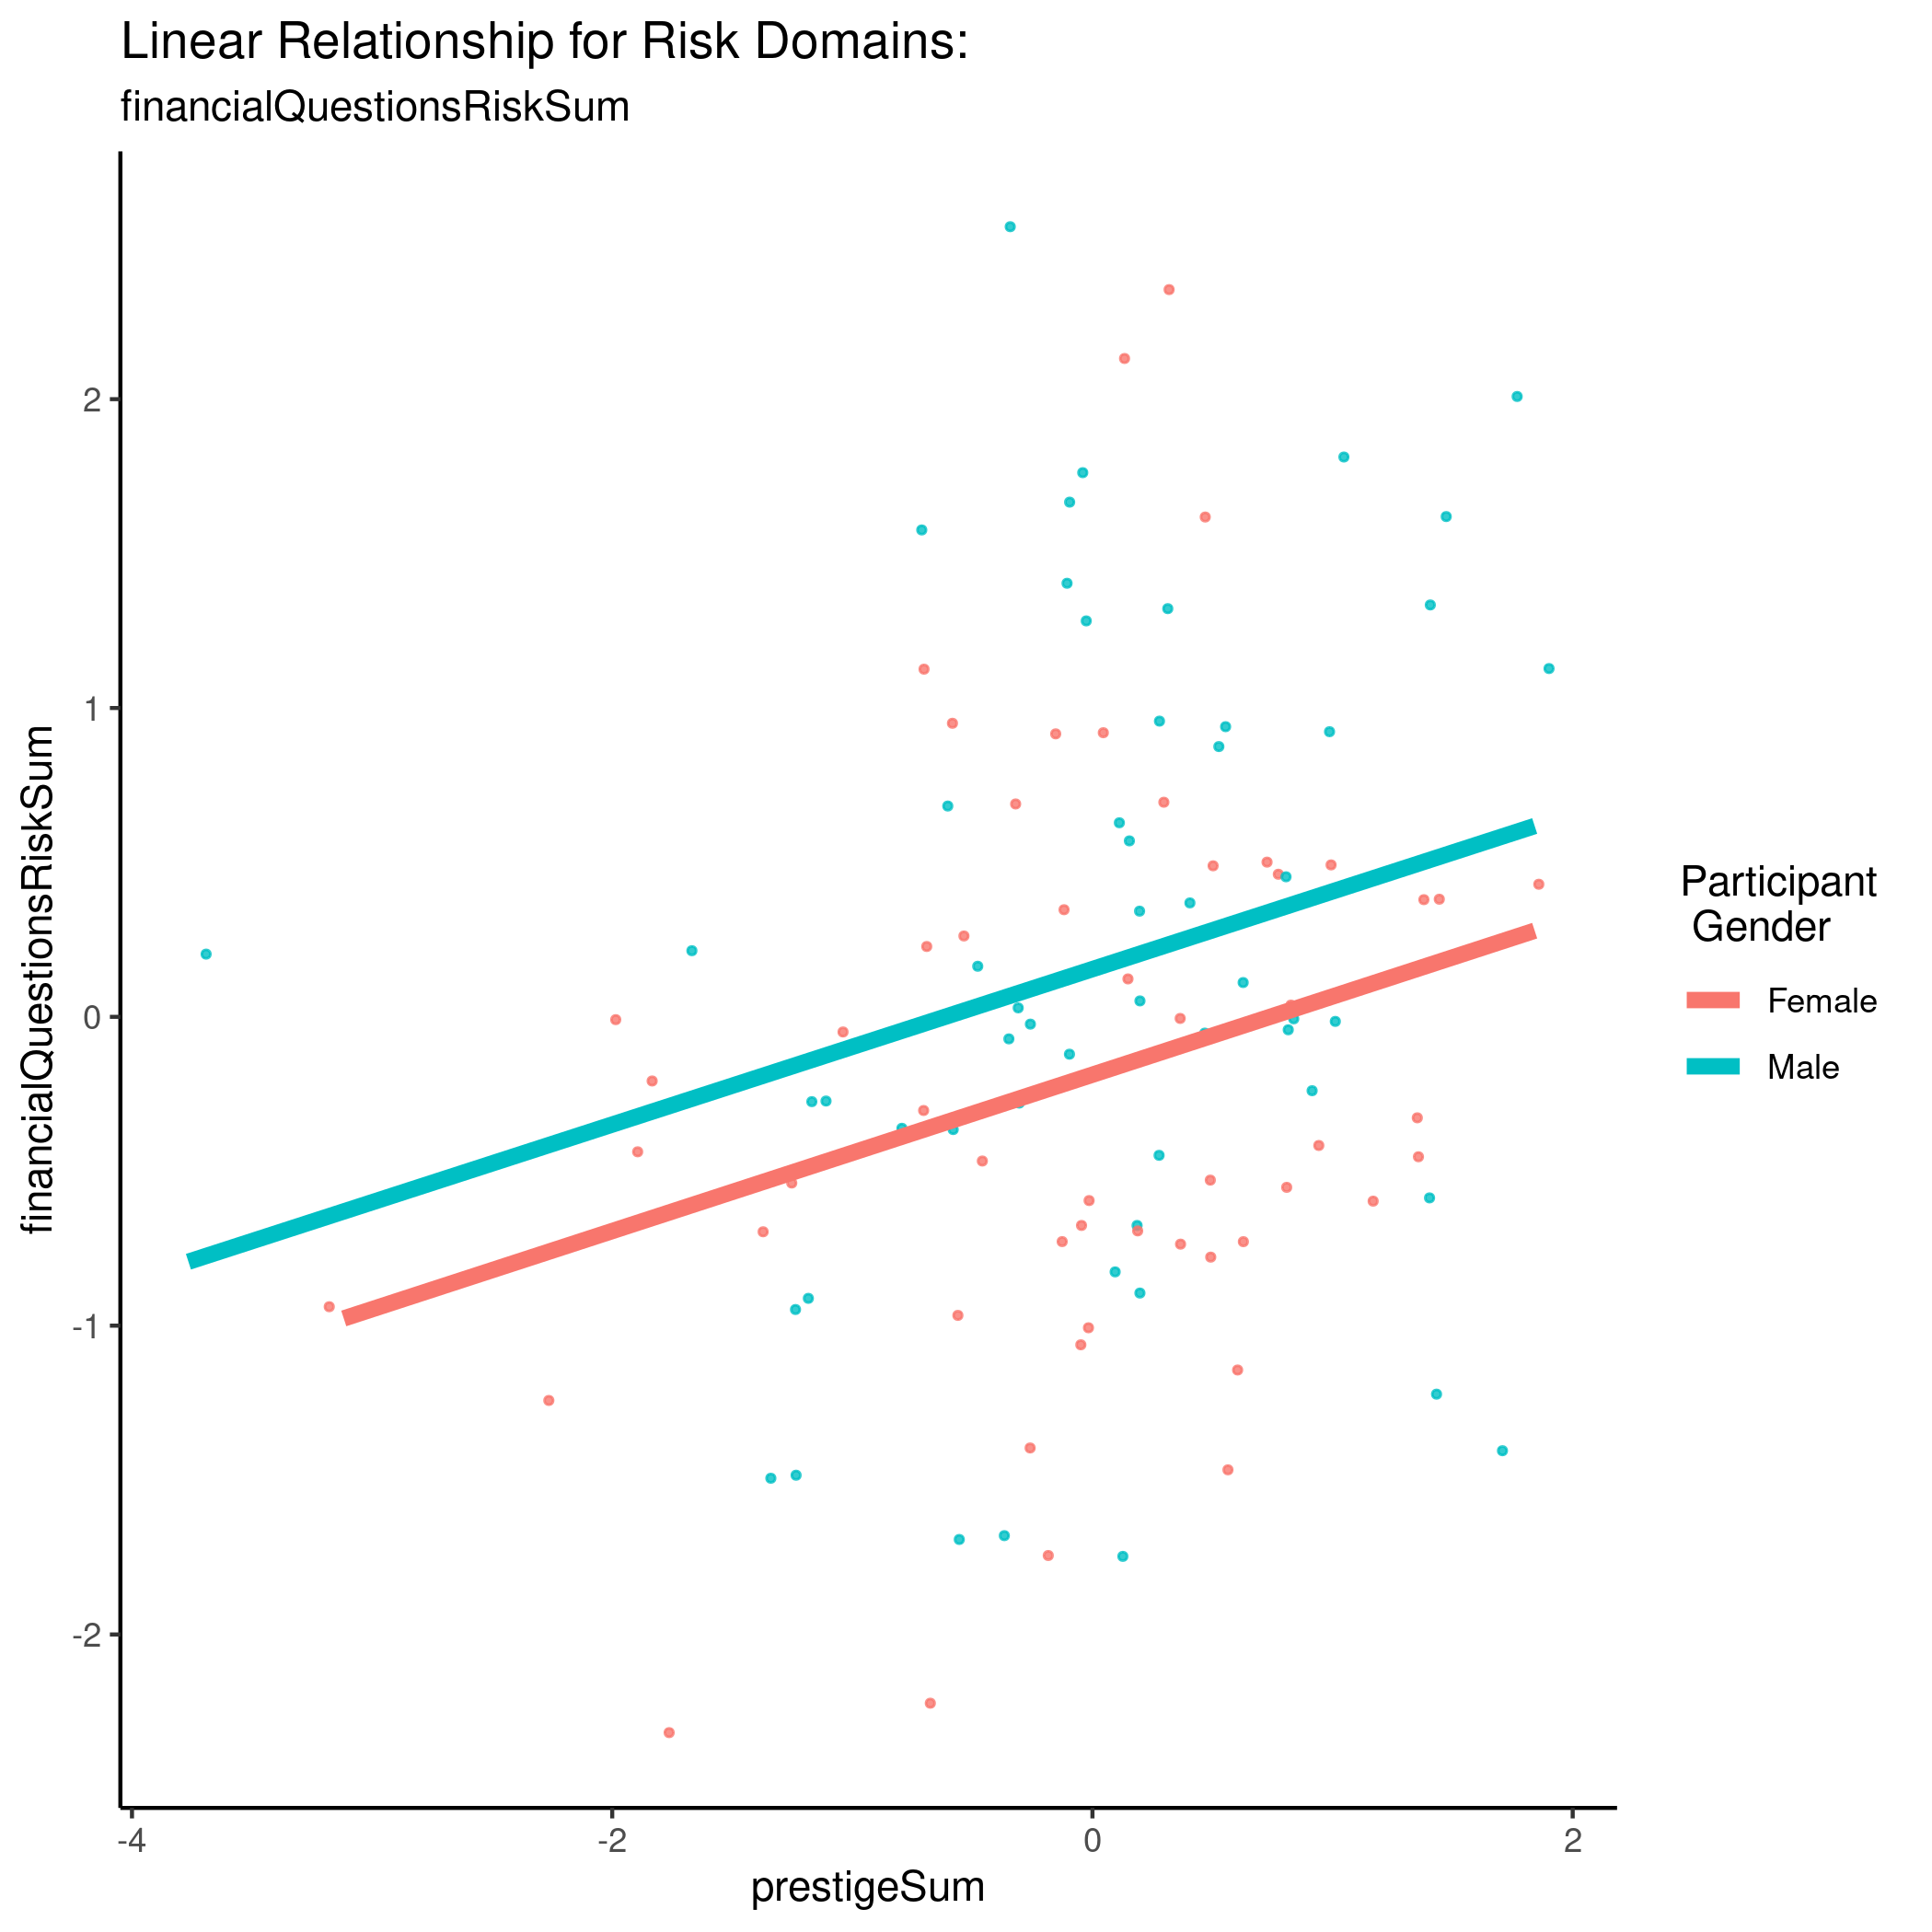 Linear Relationship for Risk Domains:
financialQuestionsRiskSum
financialQuestionsRiskSum
2
1
0
-1
-2
-4
-2
0
2
prestigeSum
Participant
Gender
Female
Male